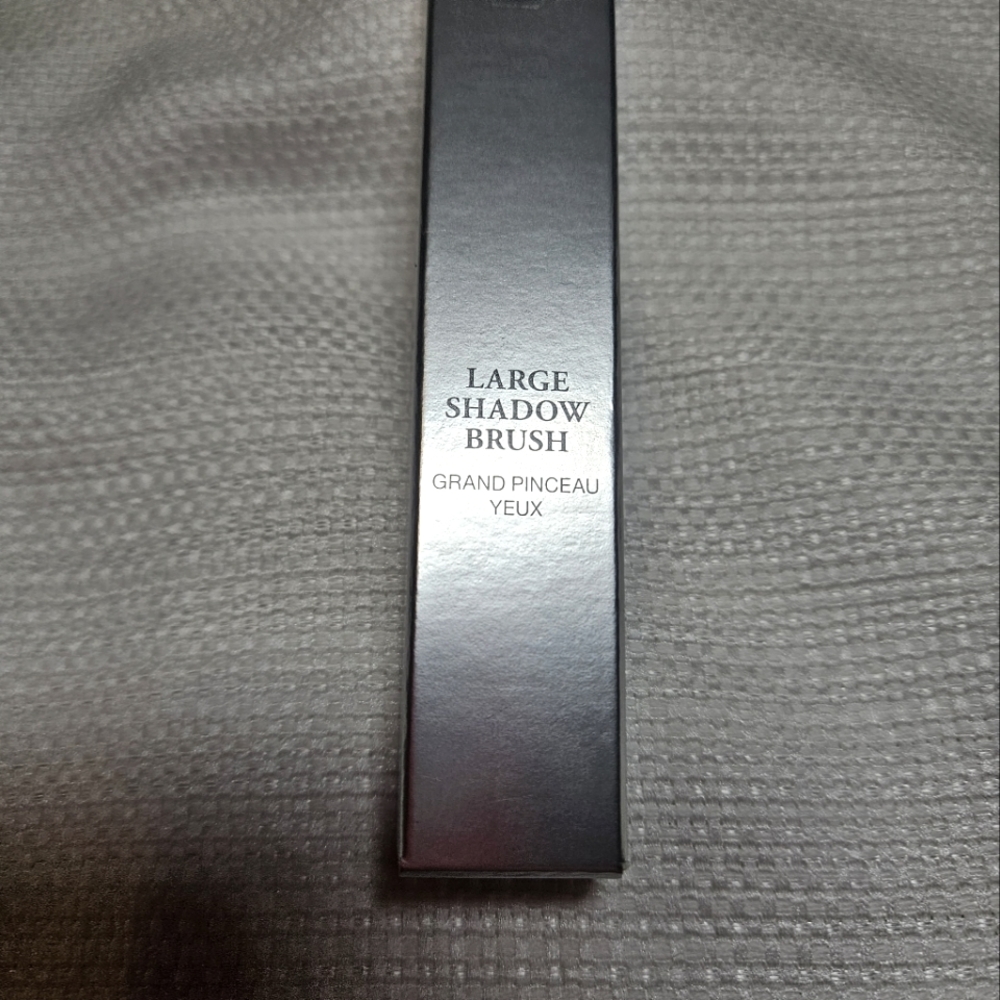 LARGE
SHADOW
BRUSH
GRAND PINCEAU
YEUX